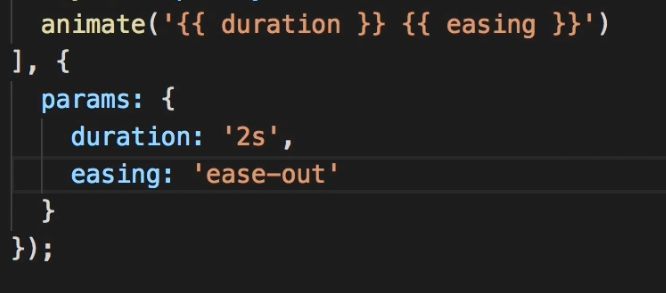 animate('{{ duration }} {{ easing }}')
], {
params: {
duration: '2s',
easing: 'ease-out'
}
});